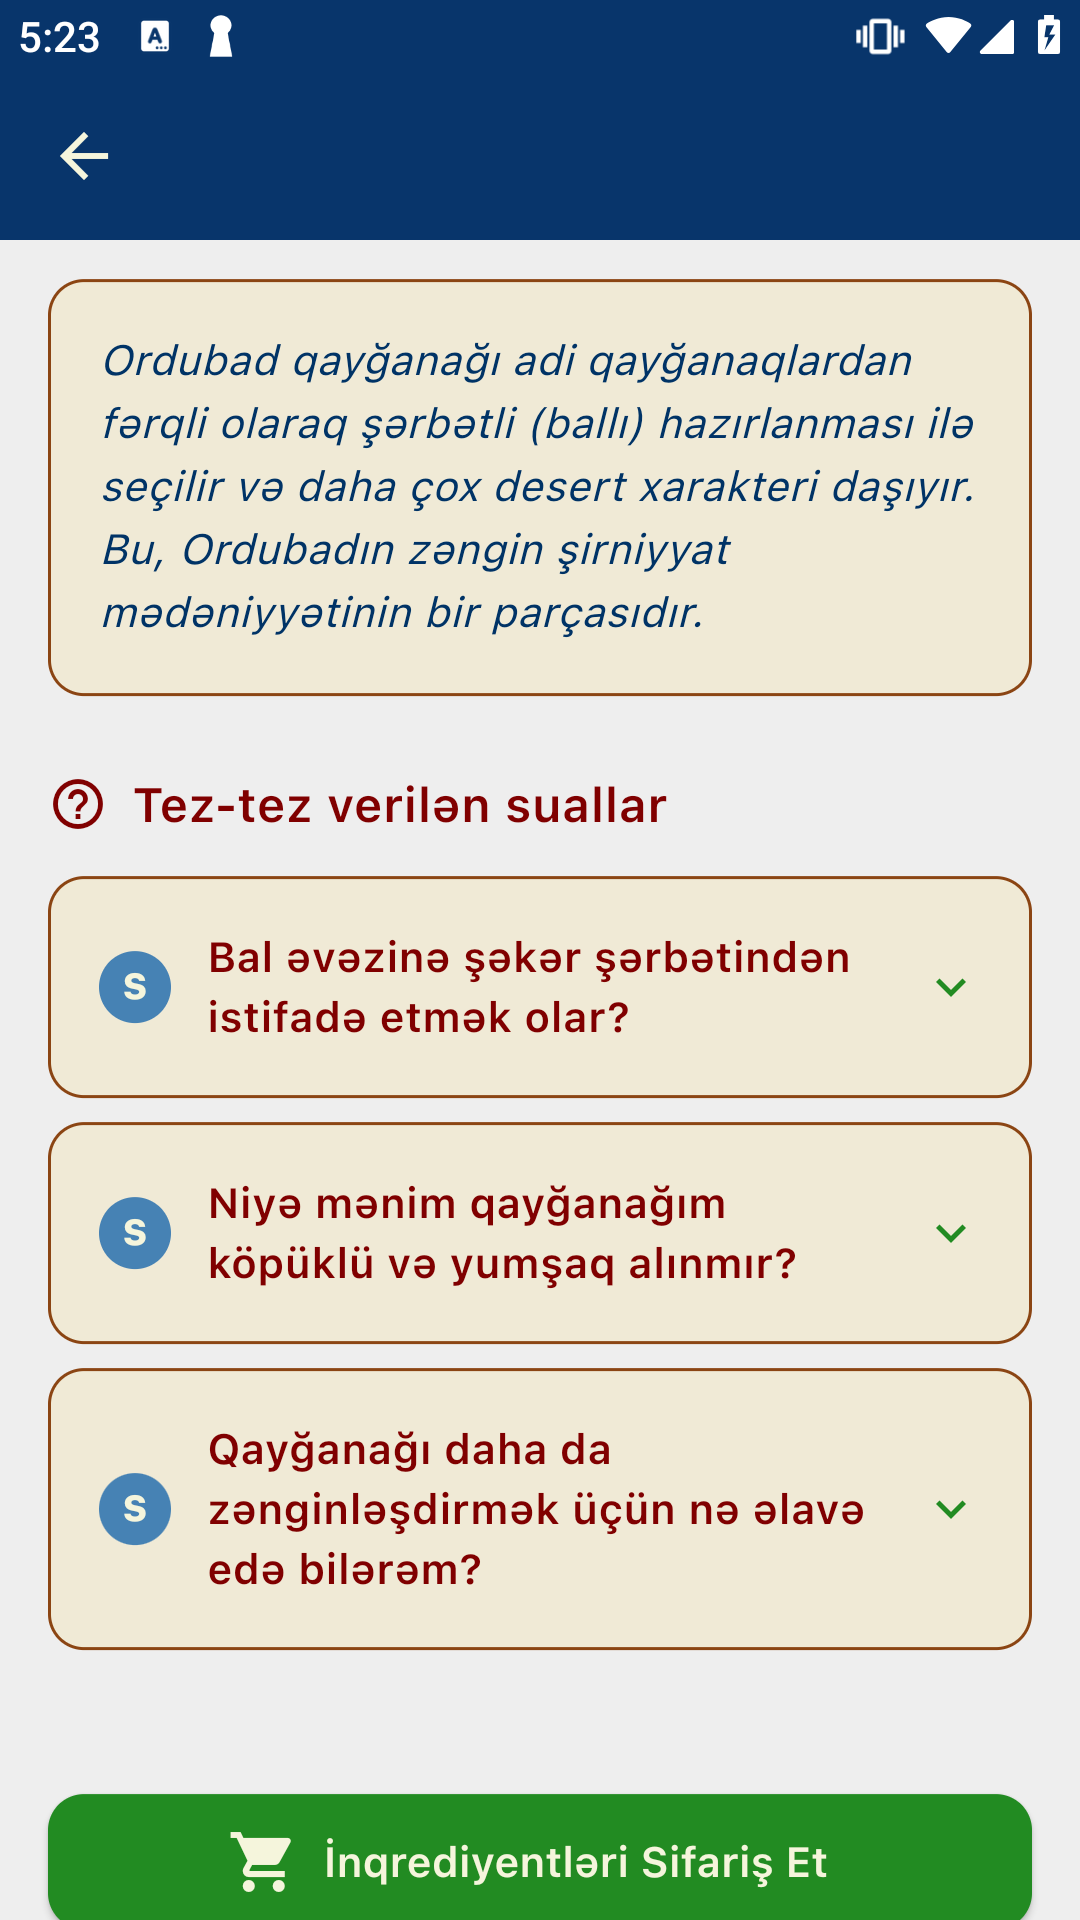 5:23
A
Ordubad qayğanağı adi qayğanaqlardan
fərqli olaraq şərbətli (ballı) hazırlanması ilə
seçilir və daha çox desert xarakteri daşıyır.
Bu, Ordubadın zəngin şirniyyat
mədəniyyətinin bir parçasıdır.
Tez-tez verilən suallar
S
Bal əvəzinə şəkər şərbətindən
istifadə etmək olar?
S
Niyə mənim qayğanağım
köpüklü və yumşaq alınmır?
S
Qayğanağı daha da
zənginləşdirmək üçün nə əlavə
edə bilərəm?
İnqrediyentləri Sifariş Et